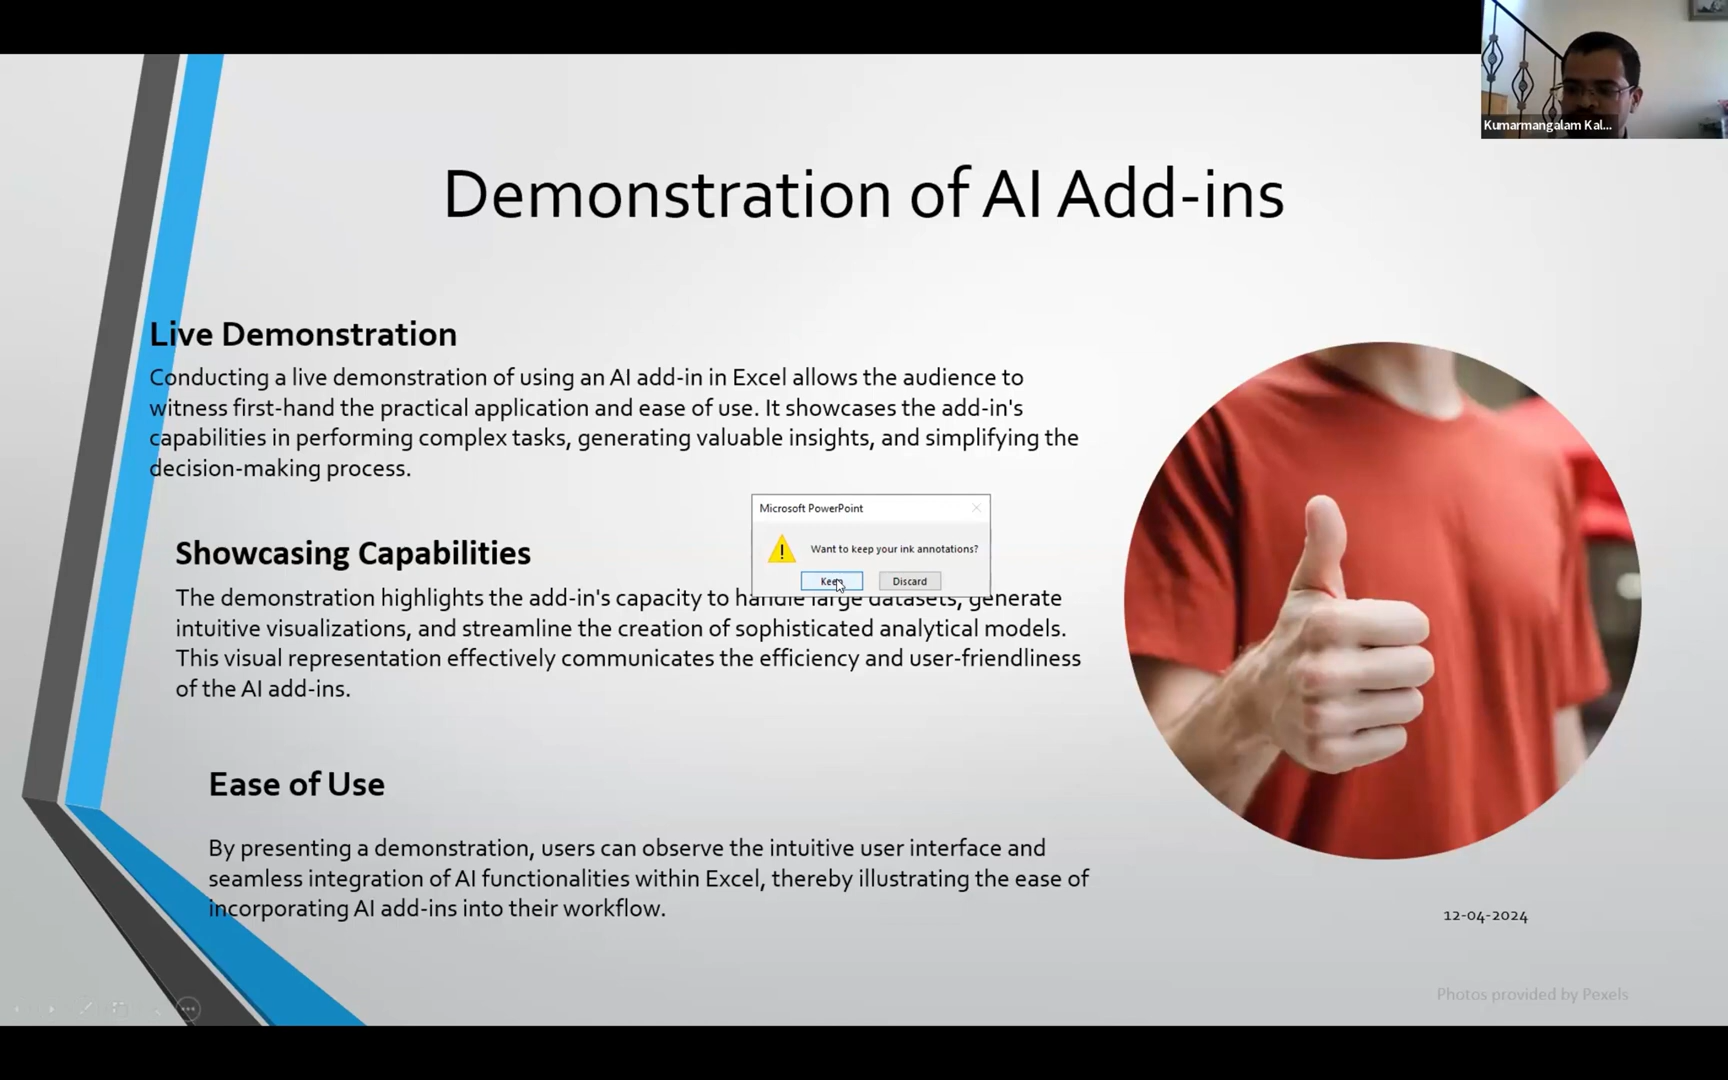 Kumarmangalam Kal...
Demonstration of AI Add-ins
Live Demonstration
Conducting a live demonstration of using an AI add-in in Excel allows the audience to
witness first-hand the practical application and ease of use. It showcases the add-in's
capabilities in performing complex tasks, generating valuable insights, and simplifying the
decision-making process.
Microsoft PowerPoint
Want to keep your ink annotations?
Keep
Discard
Showcasing Capabilities
The demonstration highlights the add-in's capacity to handle large datasets, generate
intuitive visualizations, and streamline the creation of sophisticated analytical models.
This visual representation effectively communicates the efficiency and user-friendliness
of the AI add-ins.
Ease of Use
By presenting a demonstration, users can observe the intuitive user interface and
seamless integration of AI functionalities within Excel, thereby illustrating the ease of
incorporating AI add-ins into their workflow.
12-04-2024
Photos provided by Pexels